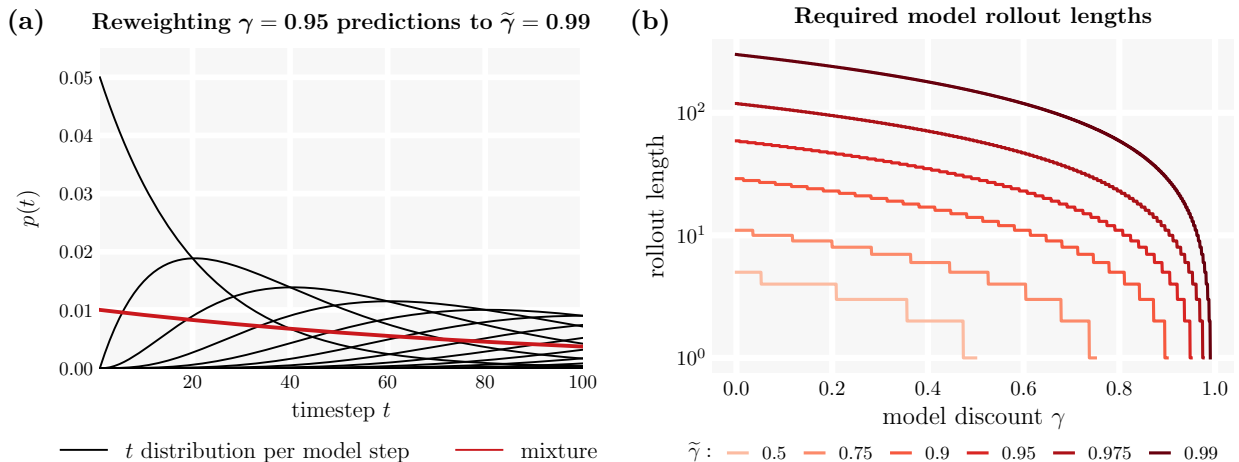 (a) Reweighting γ = 0.95 predictions to γ̃ = 0.99
0.05
0.04
0.03
0.02
0.01
0.00
p(t)
20 40 60 80 100
timestep t
t distribution per model step mixture
(b) Required model rollout lengths
10²
10¹
10⁰
rollout length
0.0 0.2 0.4 0.6 0.8 1.0
model discount γ
γ̃ : 0.5 0.75 0.9 0.95 0.975 0.99